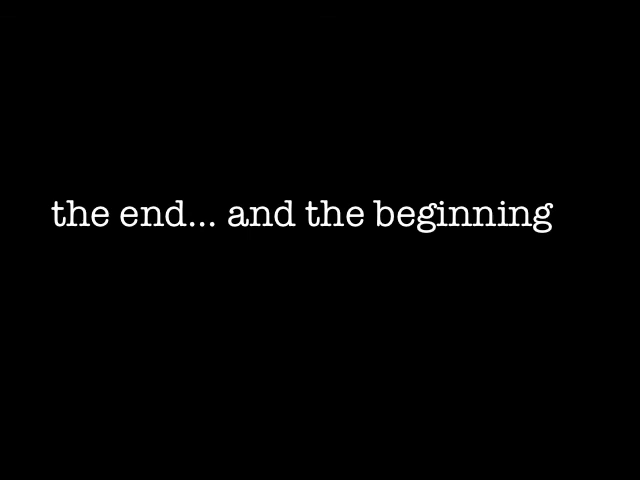 the end... and the beginning